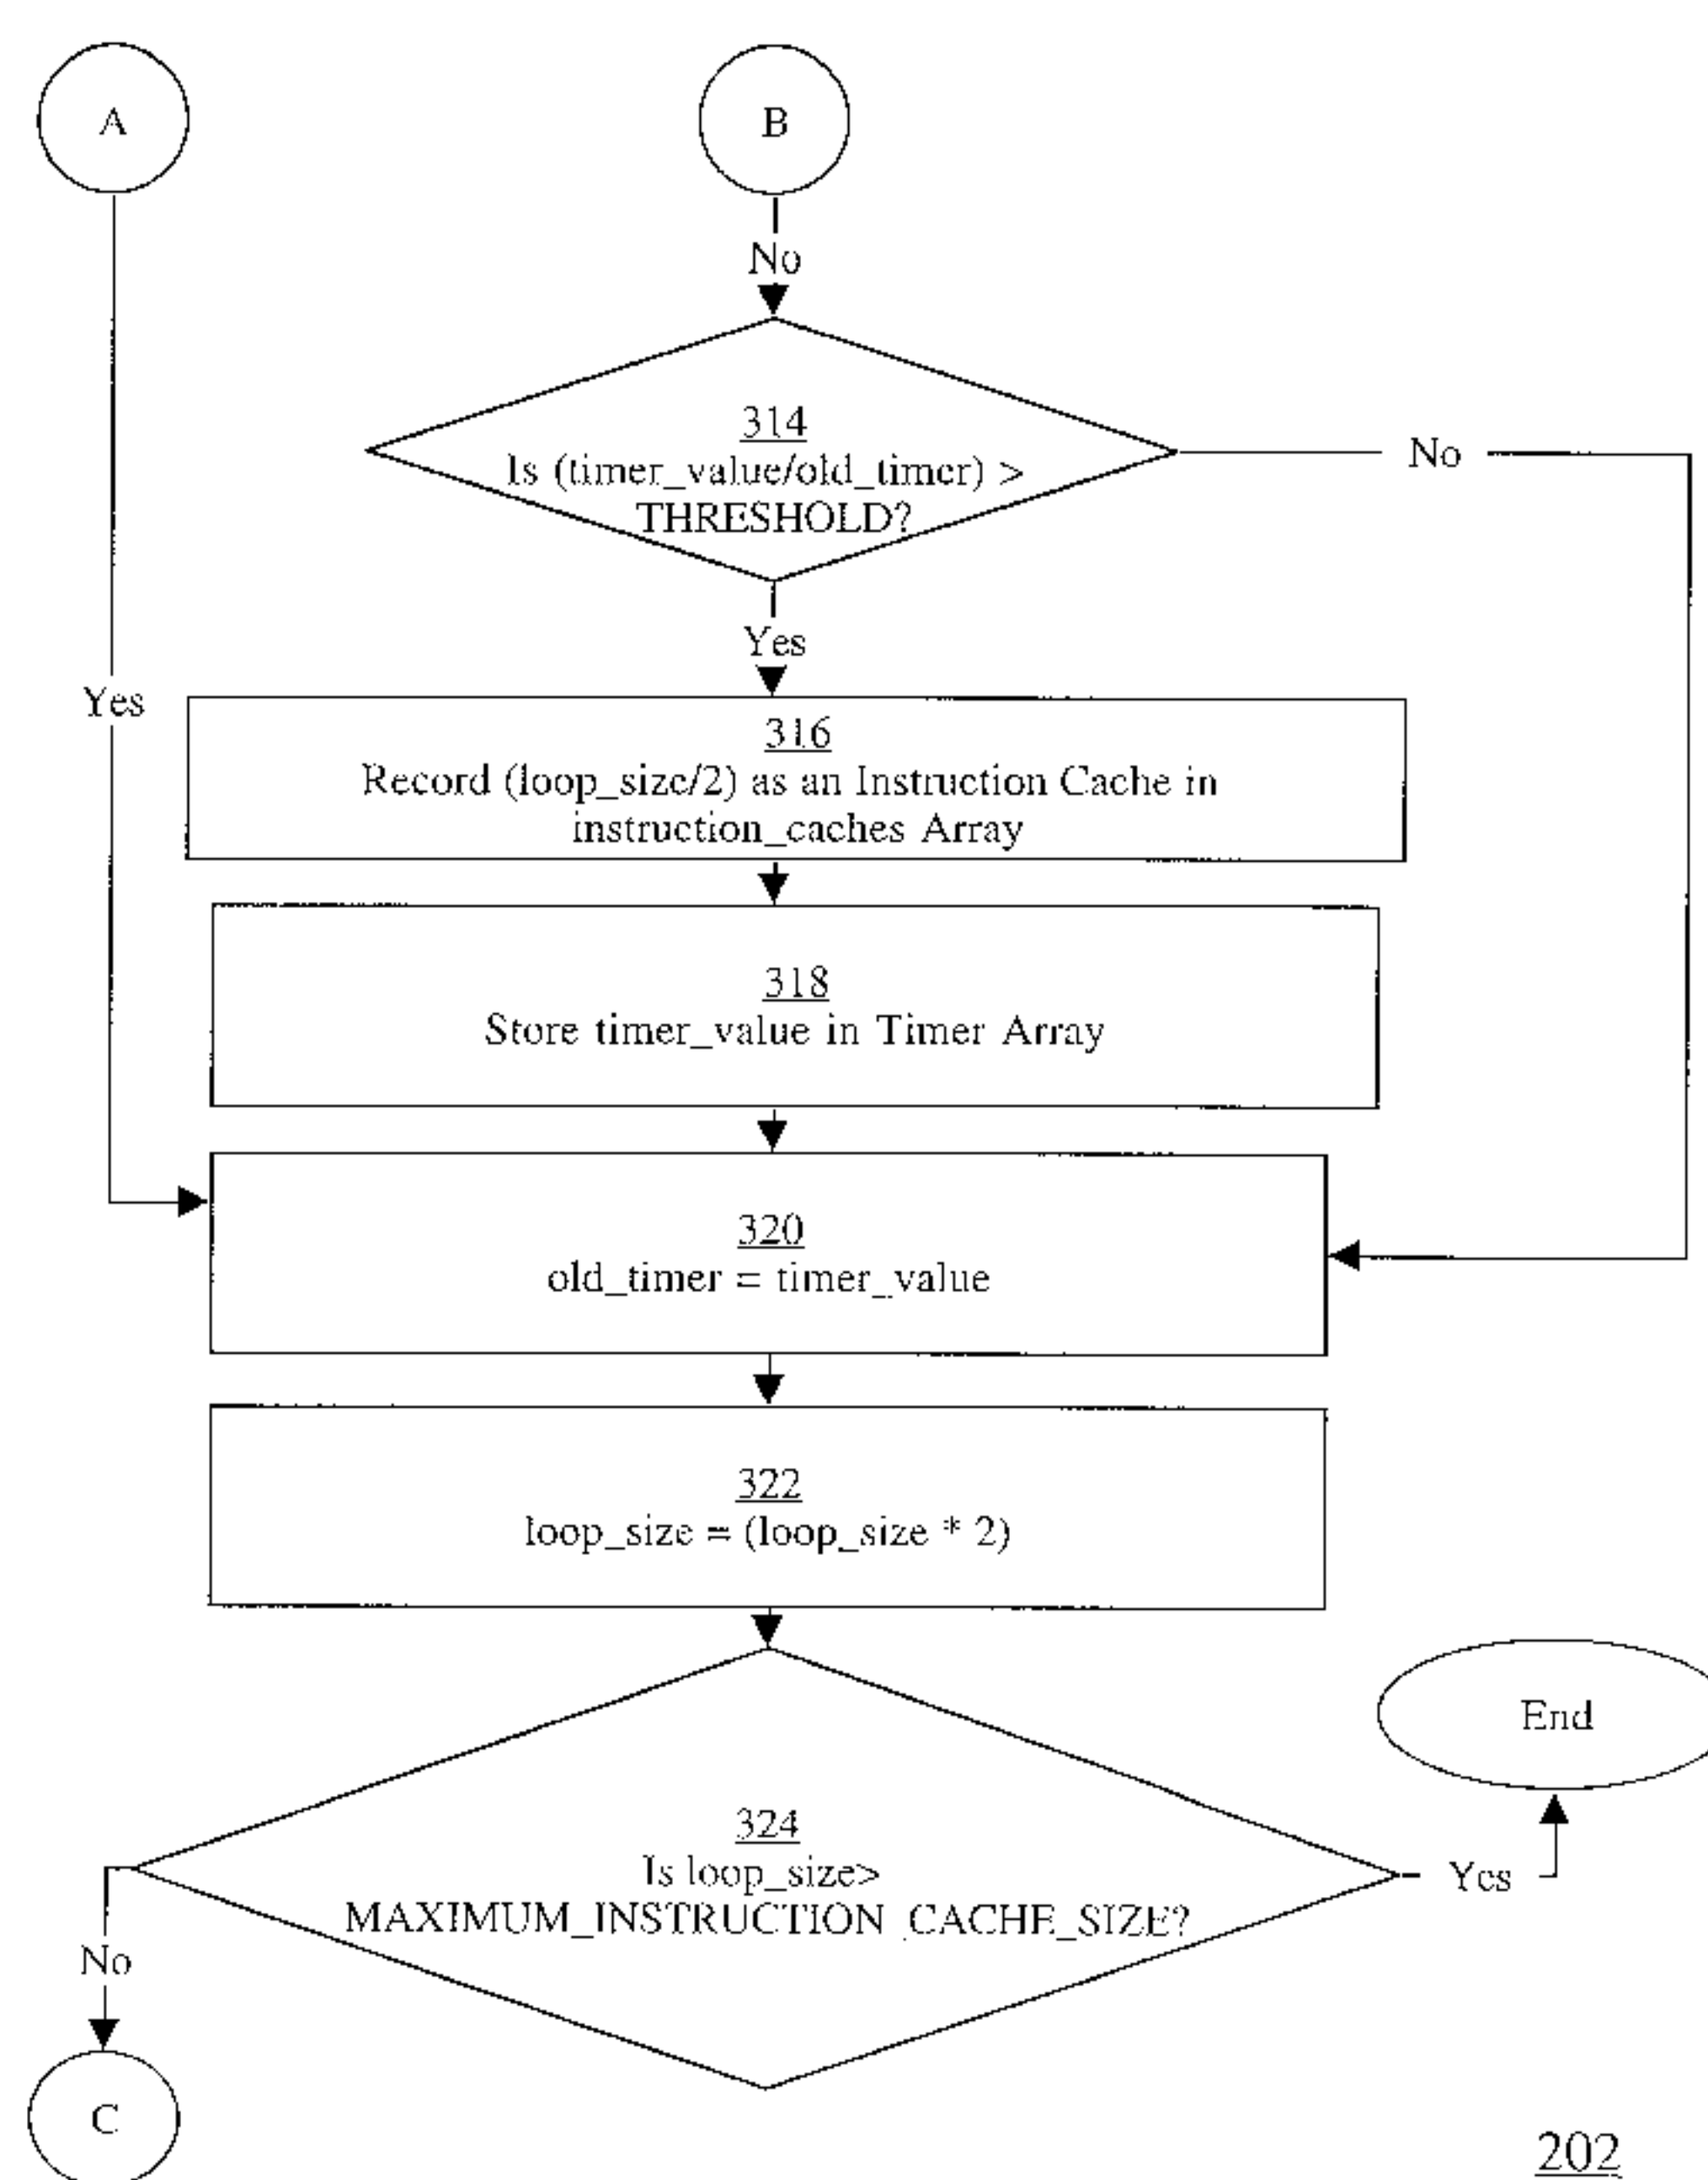 A
B
No
314
Is (timer_value/old_timer) >
THRESHOLD?
No
Yes
Yes
316
Record (loop_size/2) as an Instruction Cache in
instruction_caches Array
318
Store timer_value in Timer Array
320
old_timer = timer_value
322
loop_size = (loop_size * 2)
End
324
Is loop_size>
MAXIMUM_INSTRUCTION_CACHE_SIZE?
Yes
No
C
202